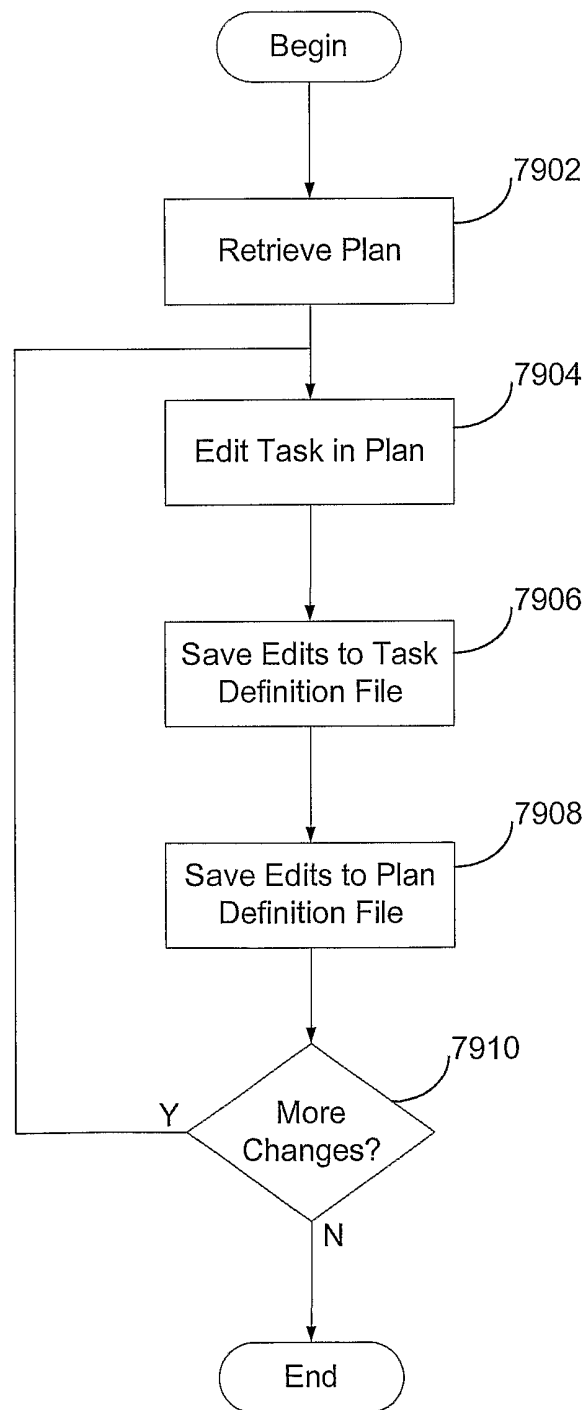 Begin
7902
Retrieve Plan
7904
Edit Task in Plan
7906
Save Edits to Task
Definition File
7908
Save Edits to Plan
Definition File
7910
More
Changes?
Y
N
End